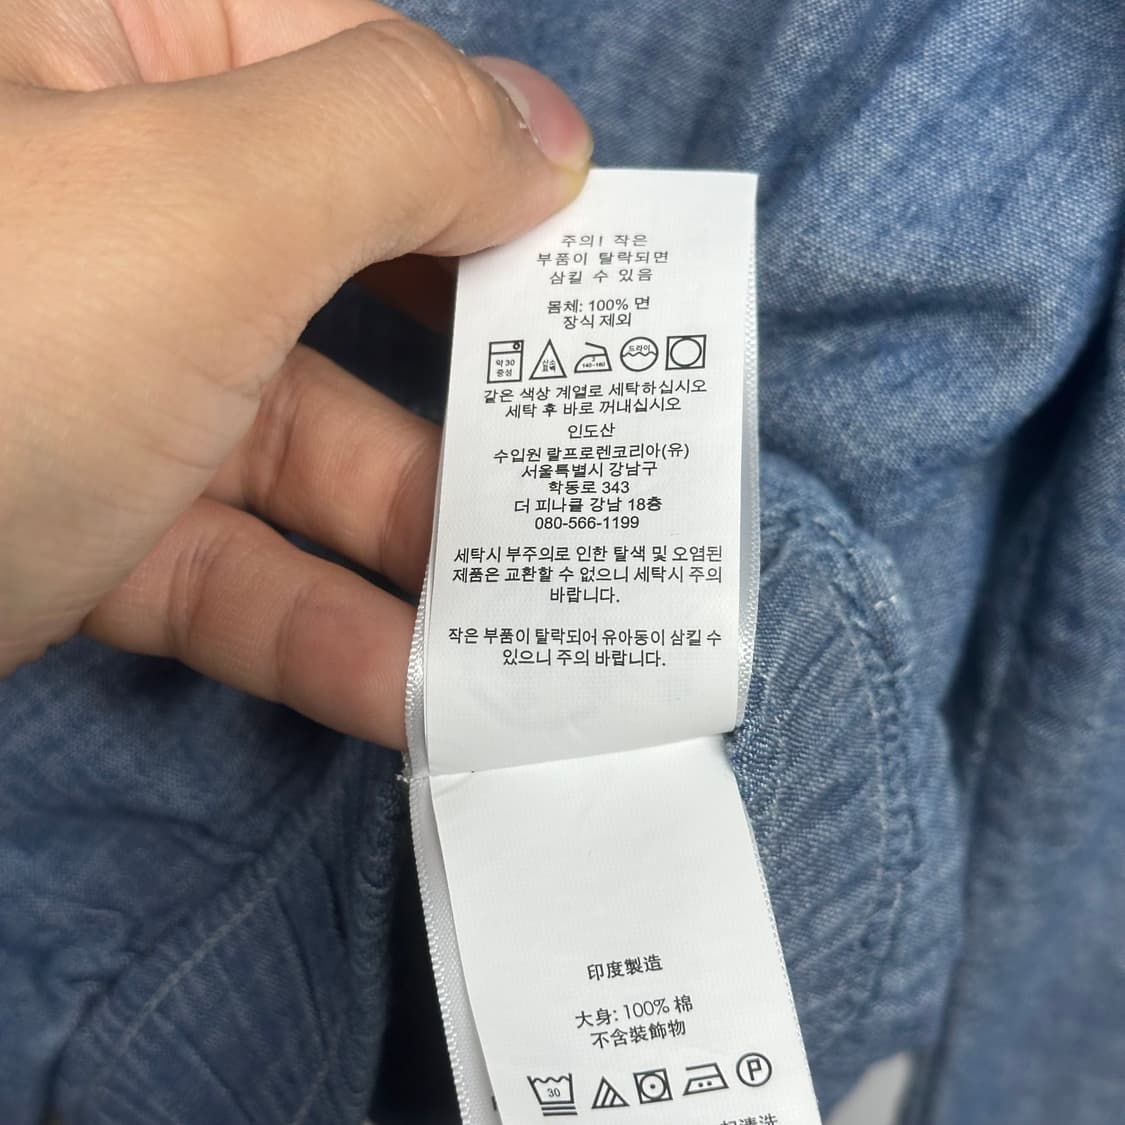 주의! 작은
부품이 탈락되면
삼킬 수 있음
몸체: 100% 면
장식 제외
약 30
중성
산소
표백
2
140~160
드라이
같은 색상 계열로 세탁하십시오
세탁 후 바로 꺼내십시오
인도산
수입원 랄프로렌코리아(유)
서울특별시 강남구
학동로 343
더 피나클 강남 18층
080-566-1199
세탁시 부주의로 인한 탈색 및 오염된
제품은 교환할 수 없으니 세탁시 주의
바랍니다.
작은 부품이 탈락되어 유아동이 삼킬 수
있으니 주의 바랍니다.
印度製造
大身: 100% 棉
不含裝飾物
30
P